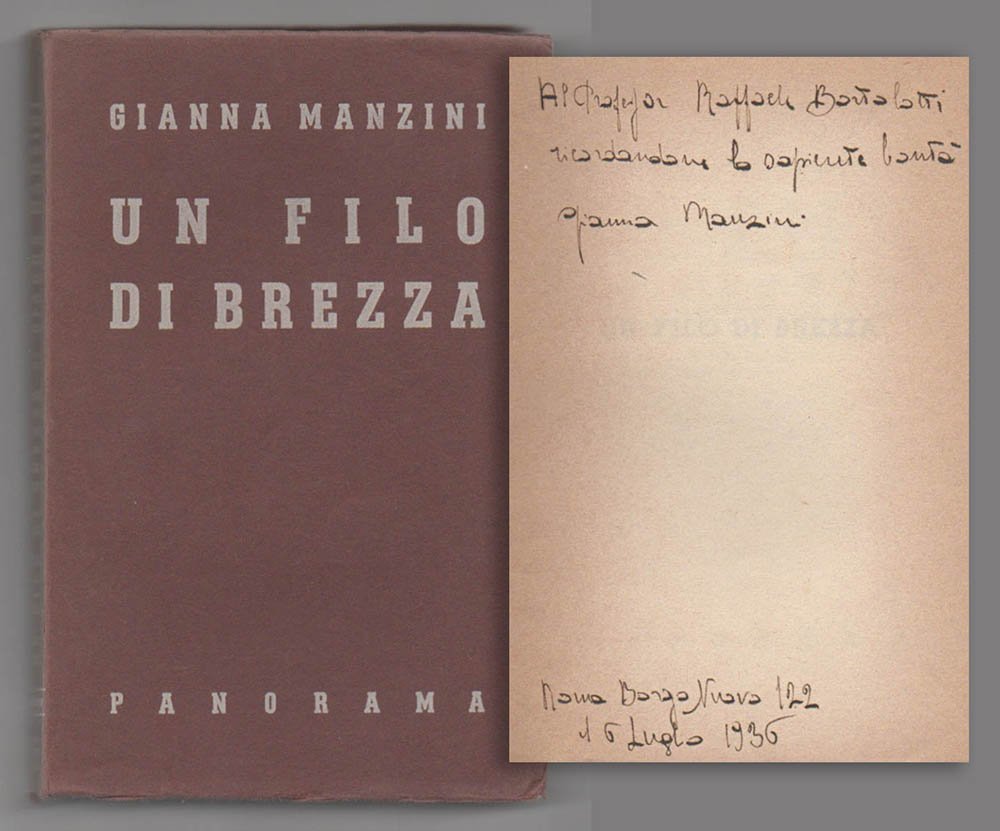 GIANNA MANZINI
UN FILO
DI BREZZA
PANORAMA
Al Professor Raffaele Bortolotti
ricordandone la sapiente bontà
Gianna Manzini
UN FILO DI BREZZA
Roma Borgo Nuovo 122
16 Luglio 1936